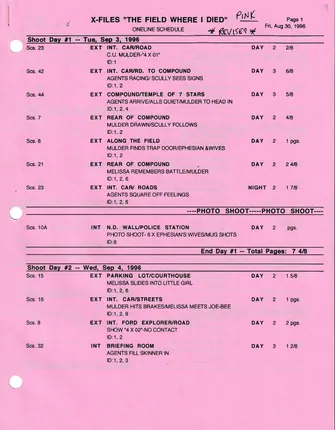 X-FILES "THE FIELD WHERE I DIED" PINK Page 1
ONELINE SCHEDULE * REVISED * Fri, Aug 30, 1996
Shoot Day #1 -- Tue, Sep 3, 1996
Scs. 23 EXT INT. CAR/ROAD DAY 2 2/8
C.U. MULDER-"4 X 01"
ID:1
Scs. 42 EXT INT. CAR/RD. TO COMPOUND DAY 3 6/8
AGENTS RACING/ SCULLY SEES SIGNS
ID:1, 2
Scs. 44 EXT COMPOUND/TEMPLE OF 7 STARS DAY 3 5/8
AGENTS ARRIVE/ALLS QUIET/MULDER TO HEAD IN
ID:1, 2, 4
Scs. 7 EXT REAR OF COMPOUND DAY 2 4/8
MULDER DRAWN/SCULLY FOLLOWS
ID:1, 2
Scs. 8 EXT ALONG THE FIELD DAY 2 1 pgs.
MULDER FINDS TRAP DOOR/EPHESIAN &WIVES
ID:1, 2
Scs. 21 EXT REAR OF COMPOUND DAY 2 2 4/8
MELISSA REMEMBERS BATTLE/MULDER
ID:1, 2, 6
Scs. 23 EXT INT. CAR/ ROADS NIGHT 2 1 7/8
AGENTS SQUARE OFF FEELINGS
ID:1, 2, 6
----PHOTO SHOOT-----PHOTO SHOOT----
Scs. 10A INT N.D. WALL/POLICE STATION DAY 2 pgs.
PHOTO SHOOT- 6 X EPHESIAN'S WIVES/MUG SHOTS
ID:6
End Day #1 -- Total Pages: 7 4/8
Shoot Day #2 -- Wed, Sep 4, 1996
Scs. 15 EXT PARKING LOT/COURTHOUSE DAY 2 1 5/8
MELISSA SLIDES INTO LITTLE GIRL
ID:1, 2, 6
Scs. 16 EXT INT. CAR/STREETS DAY 2 1 pgs.
MULDER HITS BRAKES/MELISSA MEETS JOE-BEE
ID:1, 2, 6
Scs. 6 EXT INT. FORD EXPLORER/ROAD DAY 2 2 pgs.
SHOW "4 X 02"-NO CONTACT
ID:1, 2
Scs. 32 INT BRIEFING ROOM DAY 3 1 2/8
AGENTS FILL SKINNER IN
ID:1, 2, 3